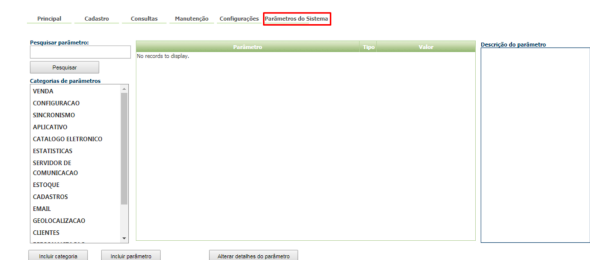 Principal Cadastro Consultas Manutenção Configurações Parâmetros do Sistema
Pesquisar parâmetro:
Pesquisar
Categorias de parâmetros
VENDA
CONFIGURACAO
SINCRONISMO
APLICATIVO
CATALOGO ELETRONICO
ESTATISTICAS
SERVIDOR DE
COMUNICACAO
ESTOQUE
CADASTROS
EMAIL
GEOLOCALIZACAO
CLIENTES
Parâmetro Tipo Valor
No records to display.
Descrição do parâmetro
Incluir categoria Incluir parâmetro Alterar detalhes do parâmetro